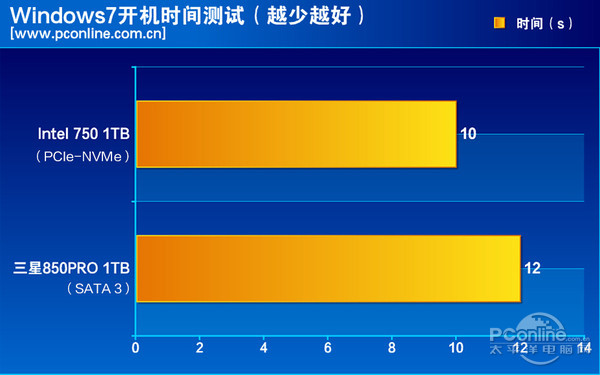 Windows7开机时间测试（越少越好）
[www.pconline.com.cn]
时间（s）
Intel 750 1TB
（PCIe-NVMe）
10
三星850PRO 1TB
（SATA 3）
12
0 2 4 6 8 10 12 14
PConline.com.cn
太平洋电脑网